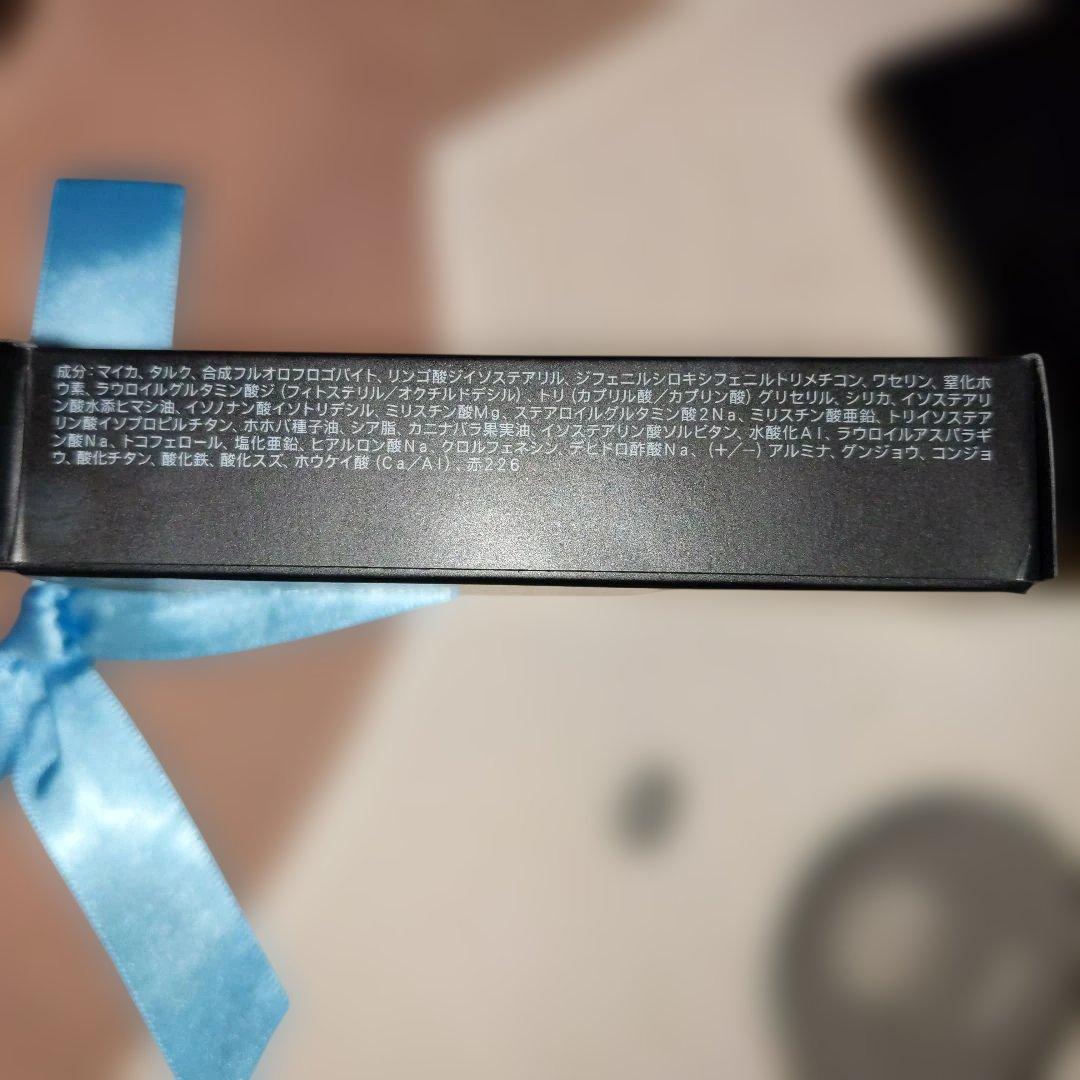 成分:マイカ、タルク、合成フルオロフロゴパイト、リンゴ酸ジイソステアリル、ジフェニルシロキシフェニルトリメチコン、ワセリン、窒化ホ
ウ素、ラウロイルグルタミン酸ジ(フィトステリル/オクチルドデシル)、トリ(カプリル酸/カプリン酸)グリセリル、シリカ、イソステアリ
ン酸水添ヒマシ油、イソノナン酸イソトリデシル、ミリスチン酸Mg、ステアロイルグルタミン酸2Na、ミリスチン酸亜鉛、トリイソステア
リン酸イソプロピルチタン、ホホバ種子油、シア脂、カニナバラ果実油、イソステアリン酸ソルビタン、水酸化Al、ラウロイルアスパラギ
ン酸Na、トコフェロール、塩化亜鉛、ヒアルロン酸Na、クロルフェネシン、デヒドロ酢酸Na、(+/-)アルミナ、グンジョウ、コンジョ
ウ、酸化チタン、酸化鉄、酸化スズ、ホウケイ酸(Ca/Al)、赤226